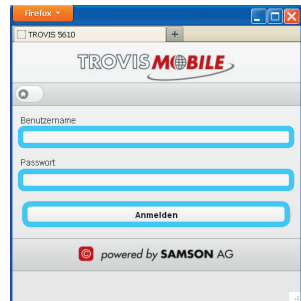 Firefox
TROVIS 5610
TROVIS MOBILE
Benutzername
Passwort
Anmelden
© powered by SAMSON AG